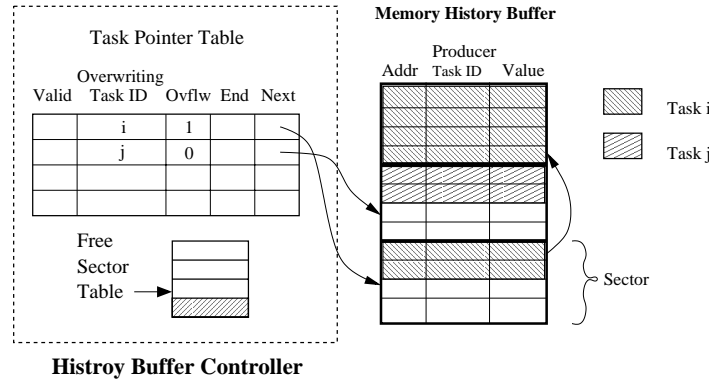 Memory History Buffer
Task Pointer Table
Overwriting
Valid Task ID Ovflw End Next
i 1
j 0
Free
Sector
Table
Histroy Buffer Controller
Producer
Addr Task ID Value
Sector
Task i
Task j